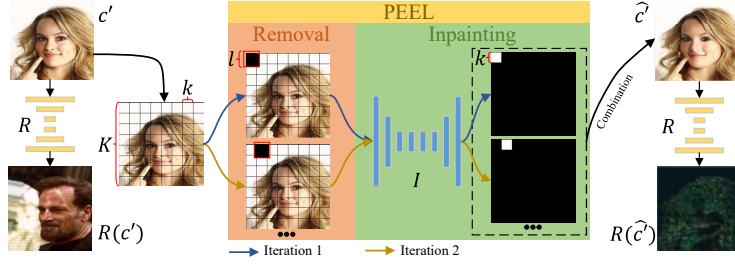 c′
PEEL
ĉ′
Removal
Inpainting
l
k
k
R
K
Combination
R
I
R(c′)
R(ĉ′)
•••
•••
Iteration 1
Iteration 2